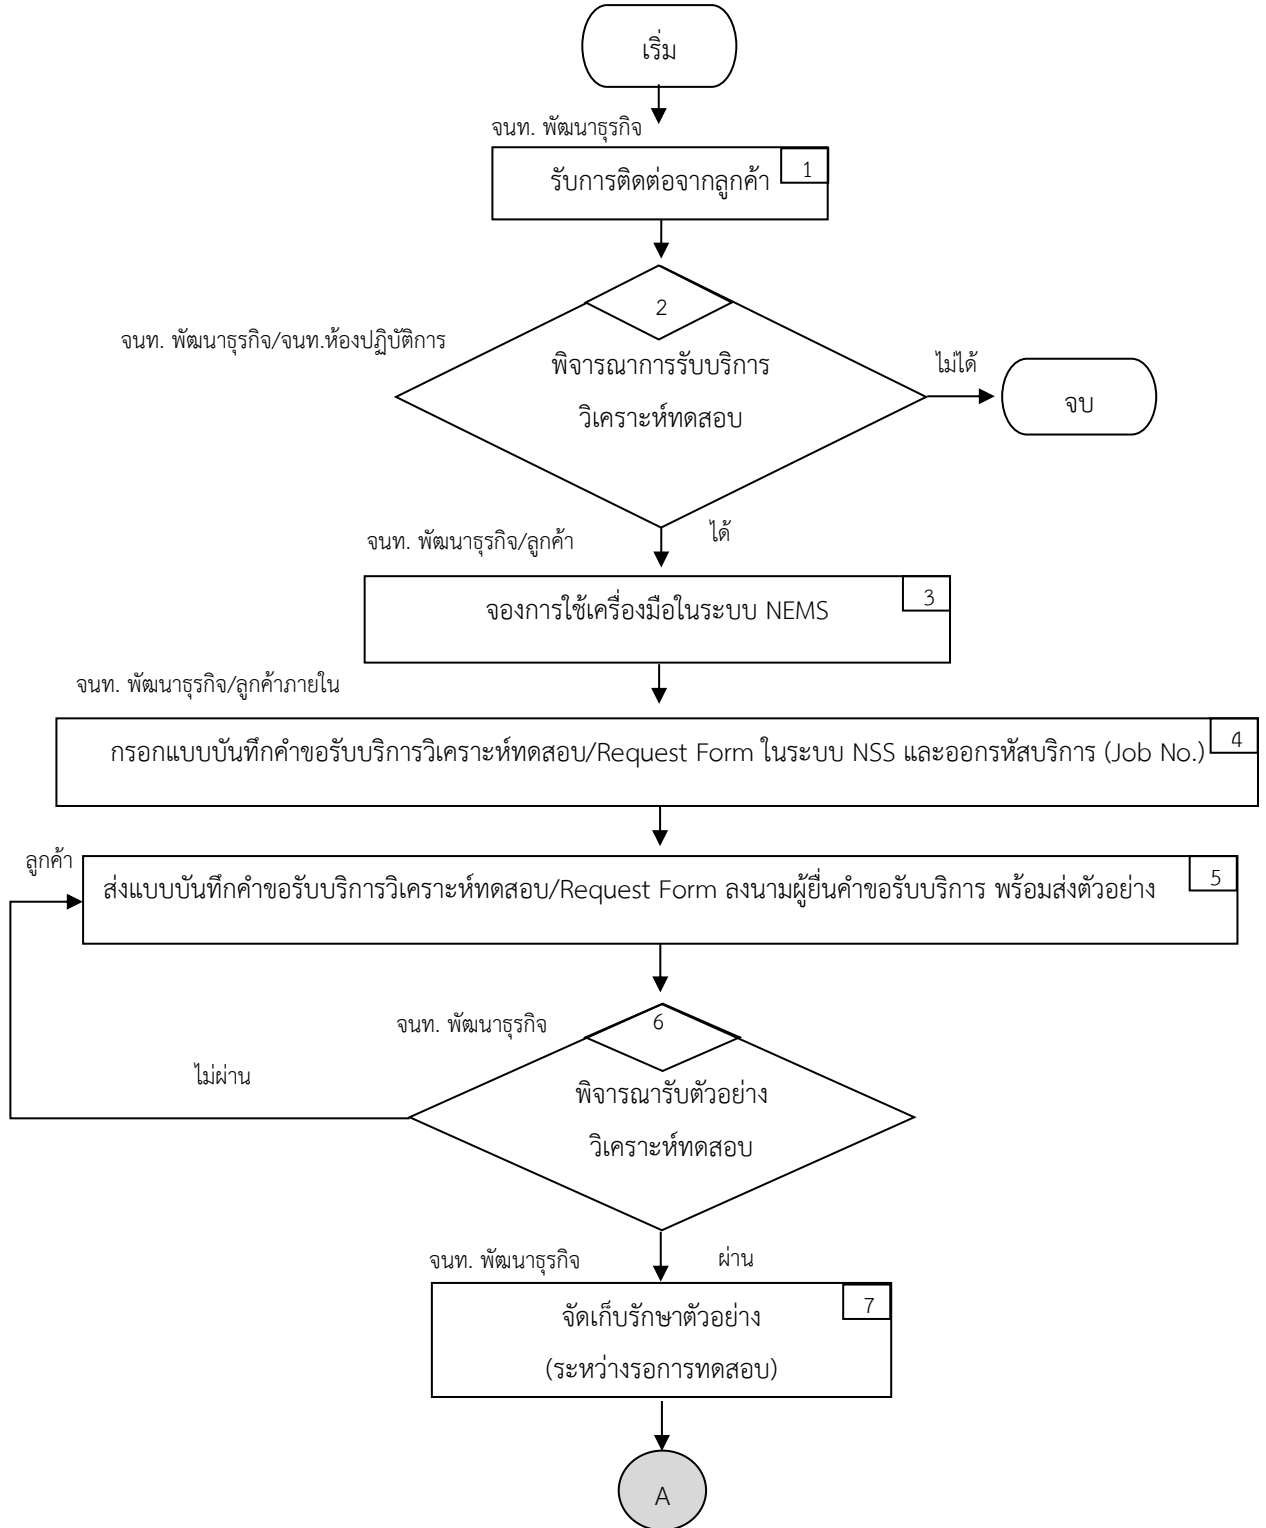 เริ่ม
จนท. พัฒนาธุรกิจ
1
รับการติดต่อจากลูกค้า
2
จนท. พัฒนาธุรกิจ/จนท.ห้องปฏิบัติการ
พิจารณาการรับบริการ
วิเคราะห์ทดสอบ
ไม่ได้
จบ
ได้
จนท. พัฒนาธุรกิจ/ลูกค้า
3
จองการใช้เครื่องมือในระบบ NEMS
จนท. พัฒนาธุรกิจ/ลูกค้าภายใน
4
กรอกแบบบันทึกคำขอรับบริการวิเคราะห์ทดสอบ/Request Form ในระบบ NSS และออกรหัสบริการ (Job No.)
ลูกค้า
5
ส่งแบบบันทึกคำขอรับบริการวิเคราะห์ทดสอบ/Request Form ลงนามผู้ยื่นคำขอรับบริการ พร้อมส่งตัวอย่าง
จนท. พัฒนาธุรกิจ
6
ไม่ผ่าน
พิจารณารับตัวอย่าง
วิเคราะห์ทดสอบ
จนท. พัฒนาธุรกิจ
ผ่าน
7
จัดเก็บรักษาตัวอย่าง
(ระหว่างรอการทดสอบ)
A